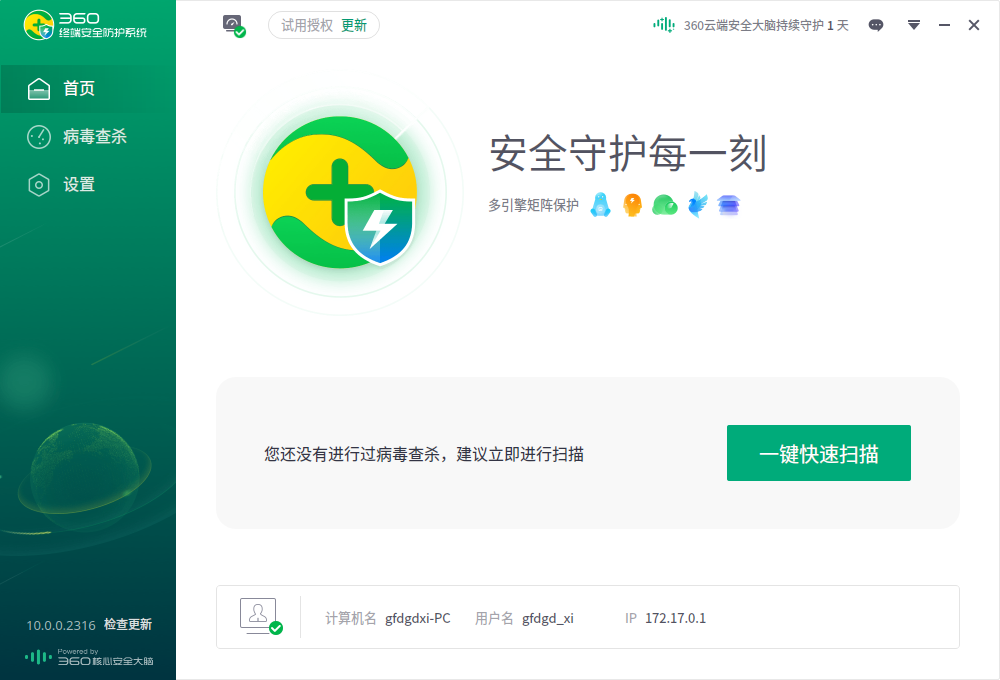 360
终端安全防护系统
试用授权 更新
360云端安全大脑持续守护 1 天
首页
病毒查杀
设置
安全守护每一刻
多引擎矩阵保护
您还没有进行过病毒查杀，建议立即进行扫描
一键快速扫描
计算机名 gfdgdxi-PC 用户名 gfdgd_xi IP 172.17.0.1
10.0.0.2316 检查更新
Powered by
360核心安全大脑